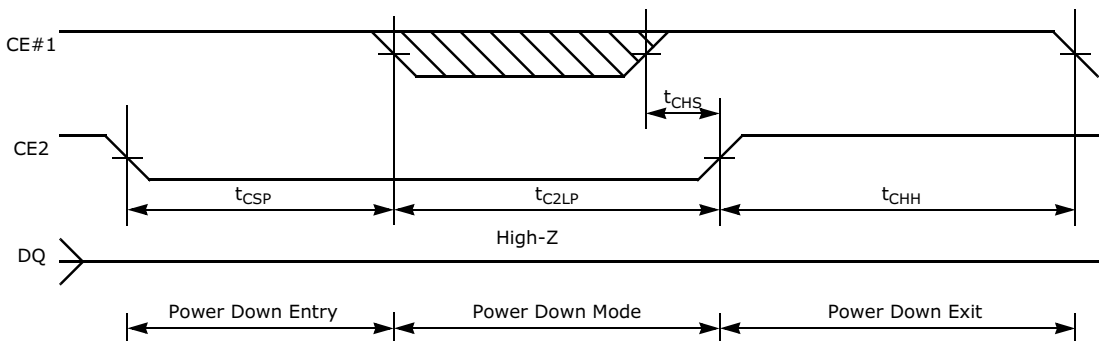 CE#1
tCHS
CE2
tCSP
tC2LP
tCHH
High-Z
DQ
Power Down Entry
Power Down Mode
Power Down Exit